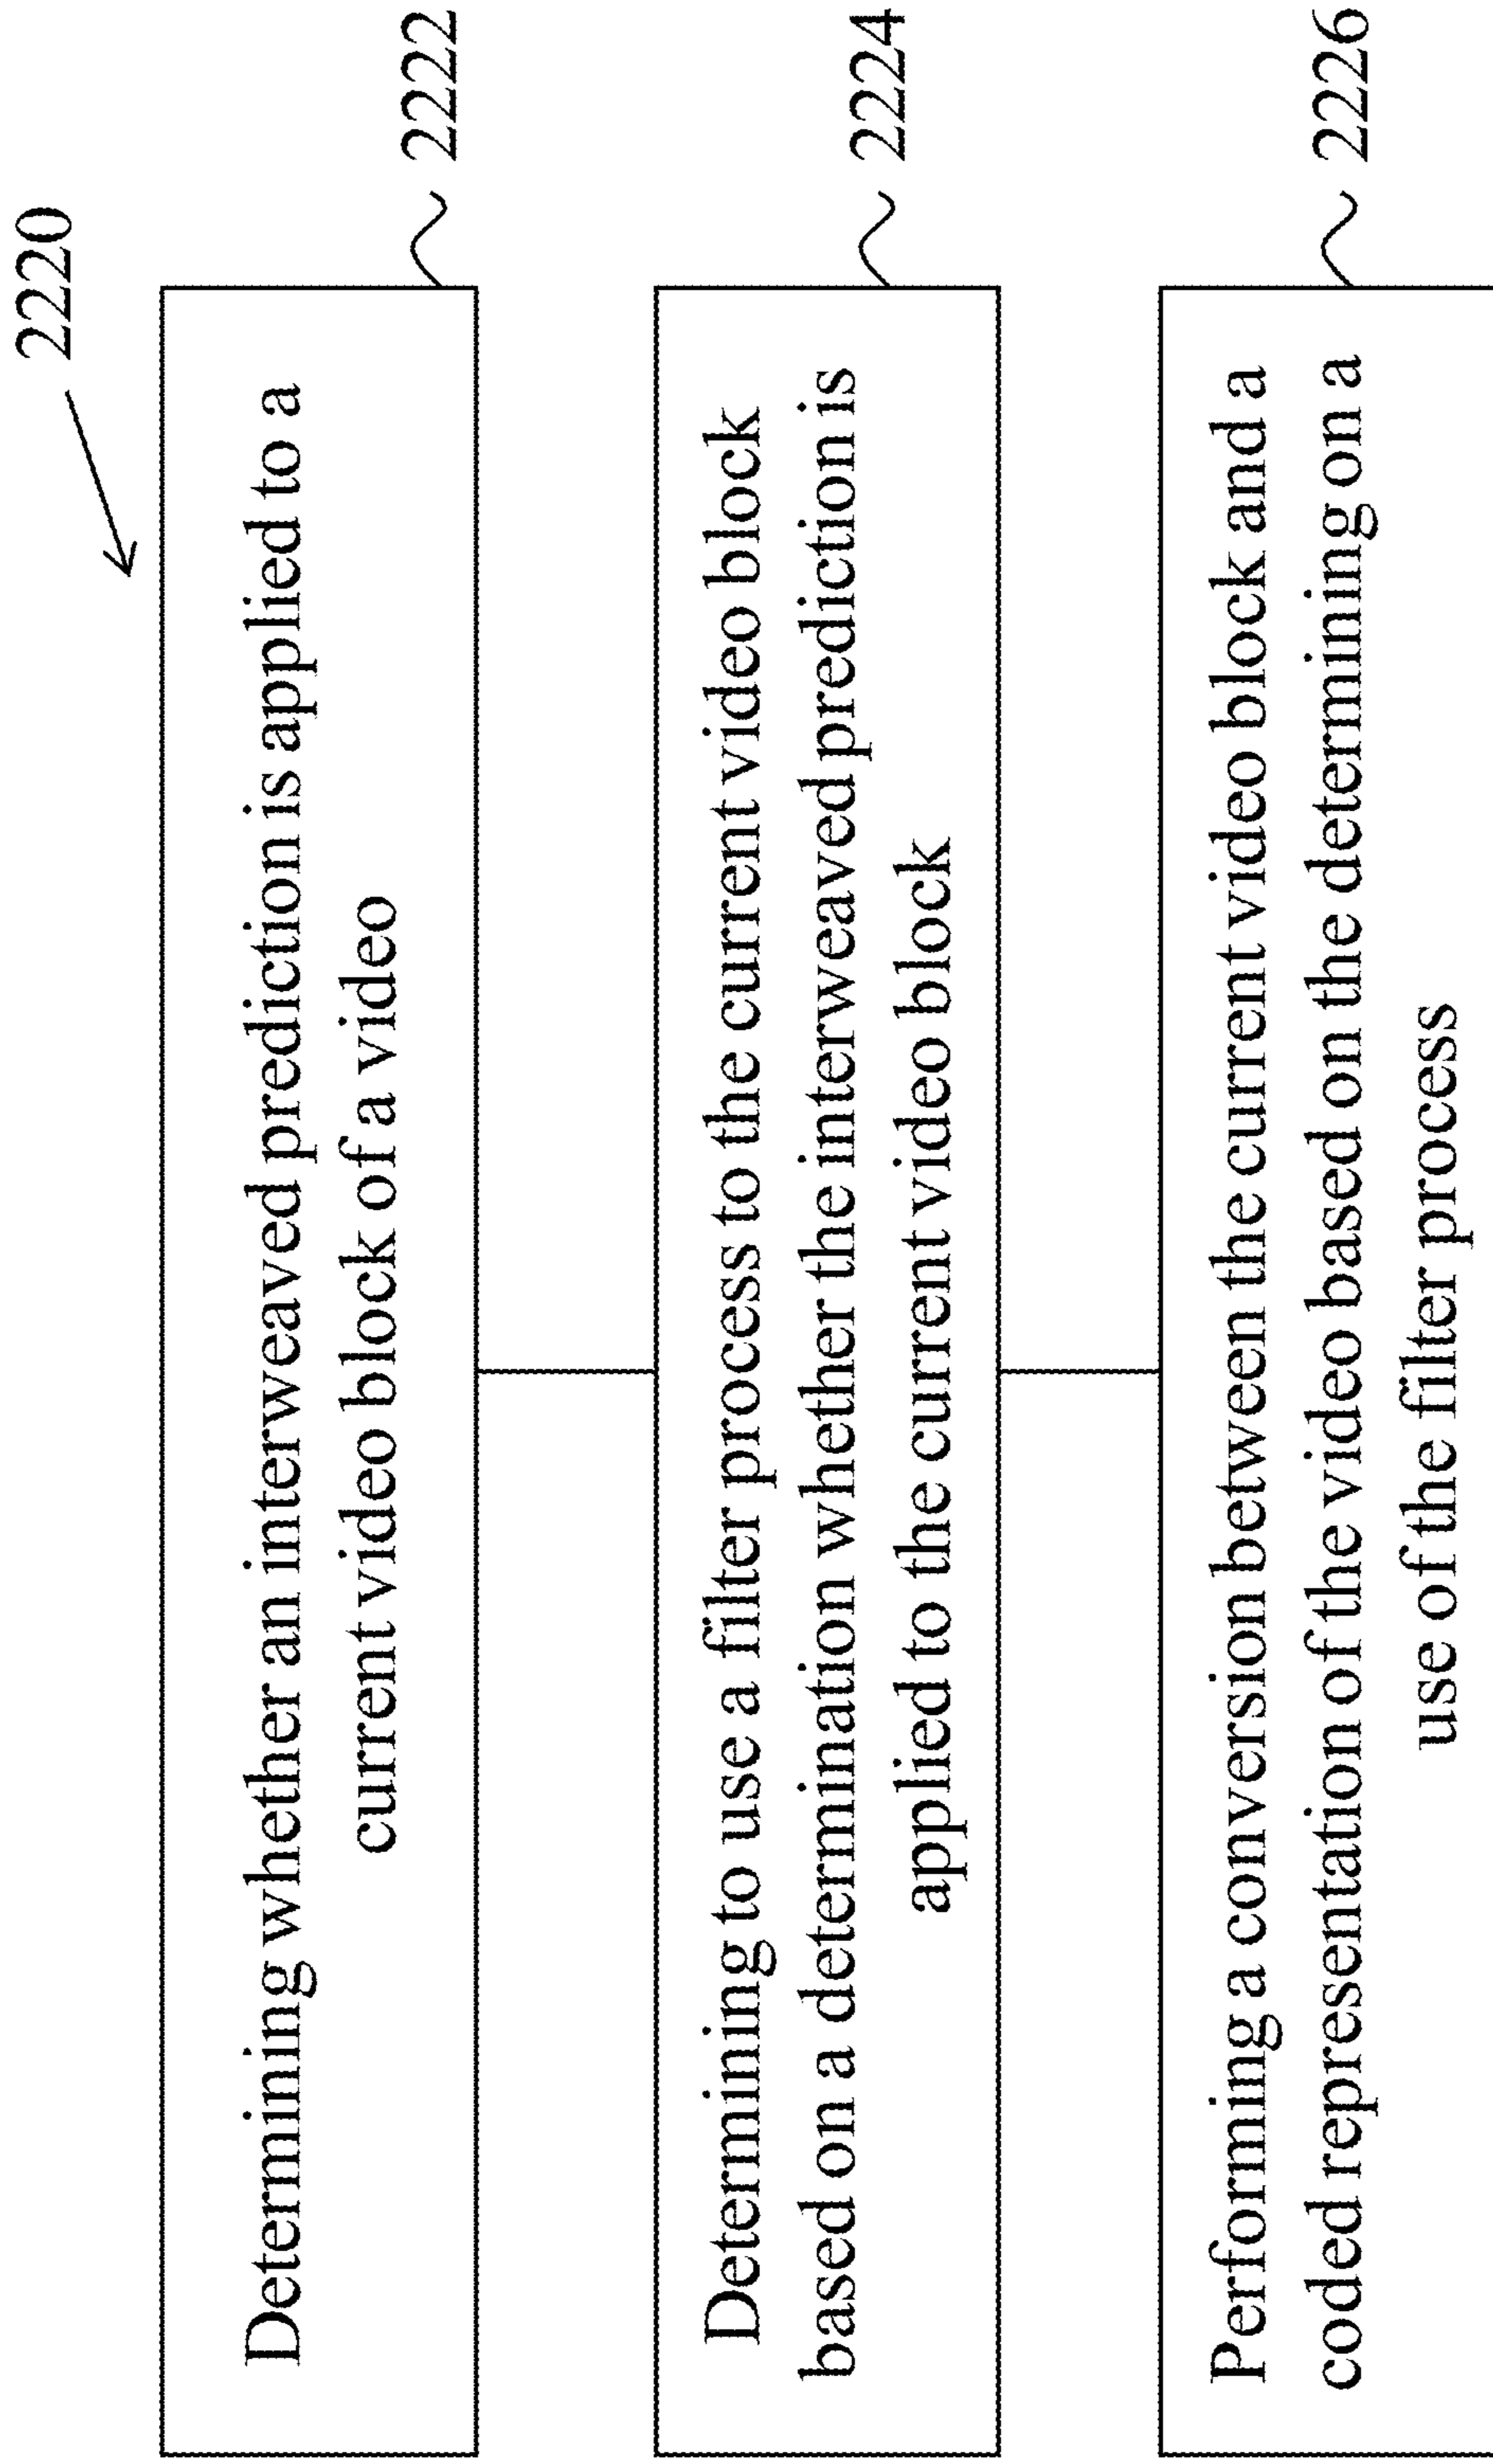 2220
Determining whether an interweaved prediction is applied to a
current video block of a video
2222
Determining to use a filter process to the current video block
based on a determination whether the interweaved prediction is
applied to the current video block
2224
Performing a conversion between the current video block and a
coded representation of the video based on the determining on a
use of the filter process
2226